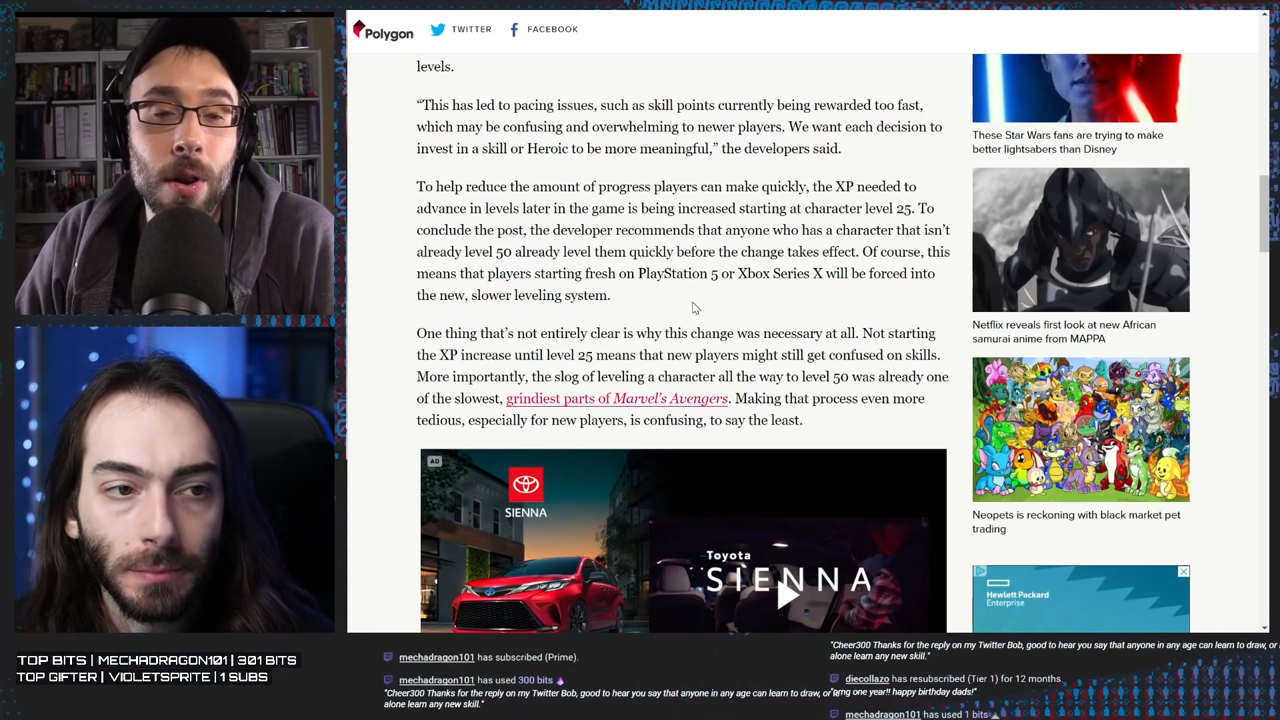 Polygon
TWITTER
FACEBOOK
levels.
“This has led to pacing issues, such as skill points currently being rewarded too fast,
which may be confusing and overwhelming to newer players. We want each decision to
invest in a skill or Heroic to be more meaningful,” the developers said.
To help reduce the amount of progress players can make quickly, the XP needed to
advance in levels later in the game is being increased starting at character level 25. To
conclude the post, the developer recommends that anyone who has a character that isn’t
already level 50 already level them quickly before the change takes effect. Of course, this
means that players starting fresh on PlayStation 5 or Xbox Series X will be forced into
the new, slower leveling system.
One thing that’s not entirely clear is why this change was necessary at all. Not starting
the XP increase until level 25 means that new players might still get confused on skills.
More importantly, the slog of leveling a character all the way to level 50 was already one
of the slowest, grindiest parts of Marvel’s Avengers. Making that process even more
tedious, especially for new players, is confusing, to say the least.
AD
SIENNA
Toyota
SIENNA
These Star Wars fans are trying to make
better lightsabers than Disney
Netflix reveals first look at new African
samurai anime from MAPPA
Neopets is reckoning with black market pet
trading
Hewlett Packard
Enterprise
TOP BITS | MECHADRAGON101 | 301 BITS
TOP GIFTER | VIOLETSPRITE | 1 SUBS
mechadragon101 has subscribed (Prime).
mechadragon101 has used 300 bits
"Cheer300 Thanks for the reply on my Twitter Bob, good to hear you say that anyone in any age can learn to draw, or
alone learn any new skill."
"Cheer300 Thanks for the reply on my Twitter Bob, good to hear you say that anyone in any age can learn to draw, or
alone learn any new skill."
diecollazo has resubscribed (Tier 1) for 12 months
"omg one year!! happy birthday dads!"
mechadragon101 has used 1 bits